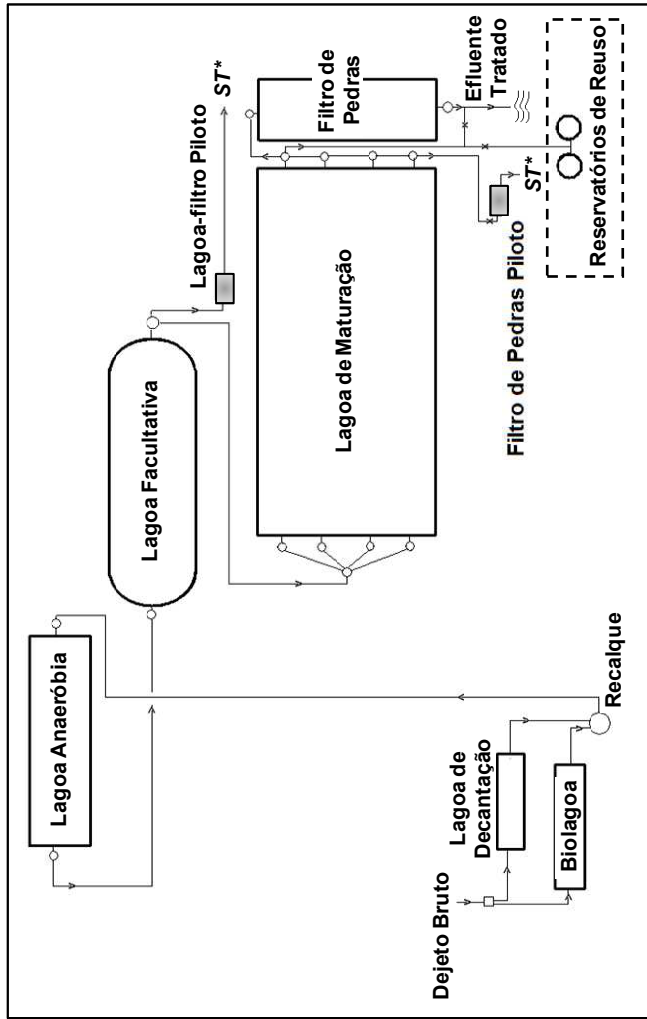 Dejeto Bruto
Lagoa de
Decantação
Biolagoa
Recalque
Lagoa Anaeróbia
Lagoa Facultativa
Lagoa-filtro Piloto
ST*
Lagoa de Maturação
Filtro de
Pedras
Efluente
Tratado
Filtro de Pedras Piloto
ST*
Reservatórios de Reuso